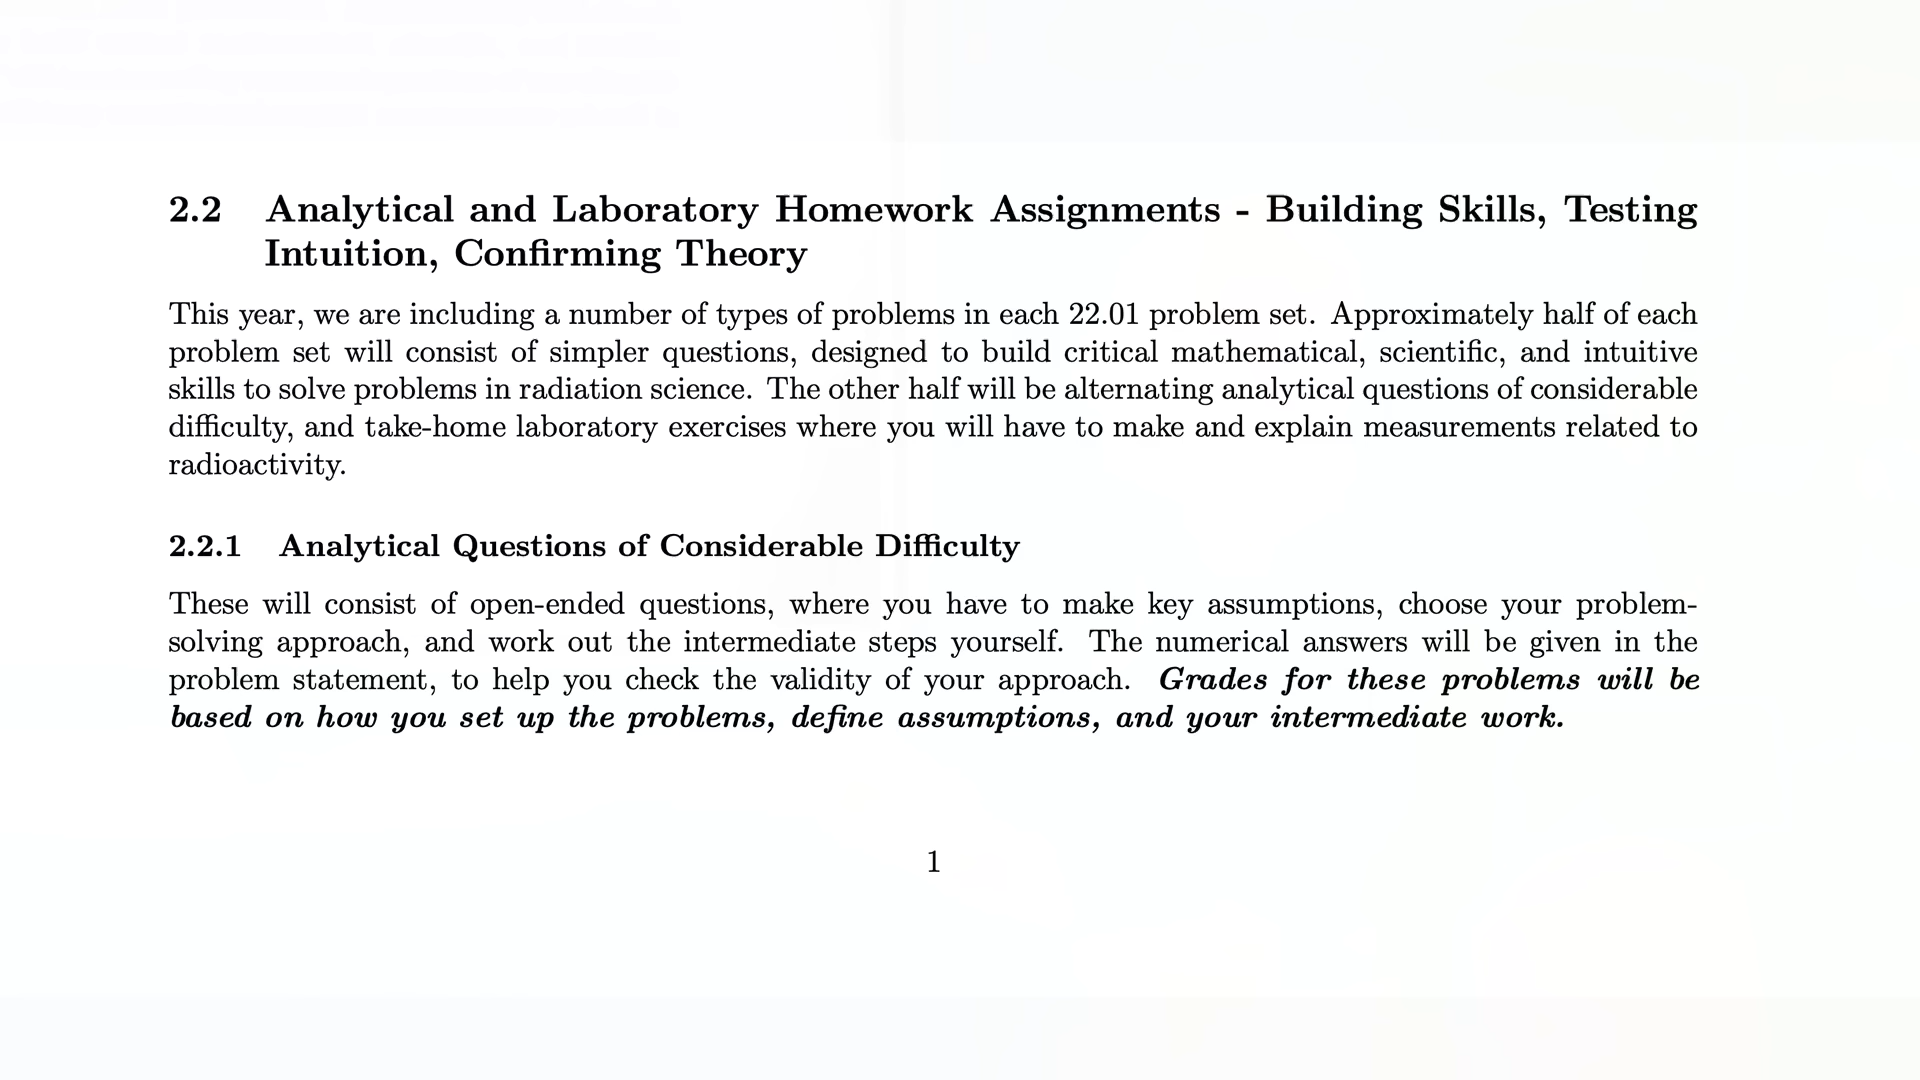 2.2 Analytical and Laboratory Homework Assignments - Building Skills, Testing
Intuition, Confirming Theory
This year, we are including a number of types of problems in each 22.01 problem set. Approximately half of each
problem set will consist of simpler questions, designed to build critical mathematical, scientific, and intuitive
skills to solve problems in radiation science. The other half will be alternating analytical questions of considerable
difficulty, and take-home laboratory exercises where you will have to make and explain measurements related to
radioactivity.
2.2.1 Analytical Questions of Considerable Difficulty
These will consist of open-ended questions, where you have to make key assumptions, choose your problem-
solving approach, and work out the intermediate steps yourself. The numerical answers will be given in the
problem statement, to help you check the validity of your approach. Grades for these problems will be
based on how you set up the problems, define assumptions, and your intermediate work.
1